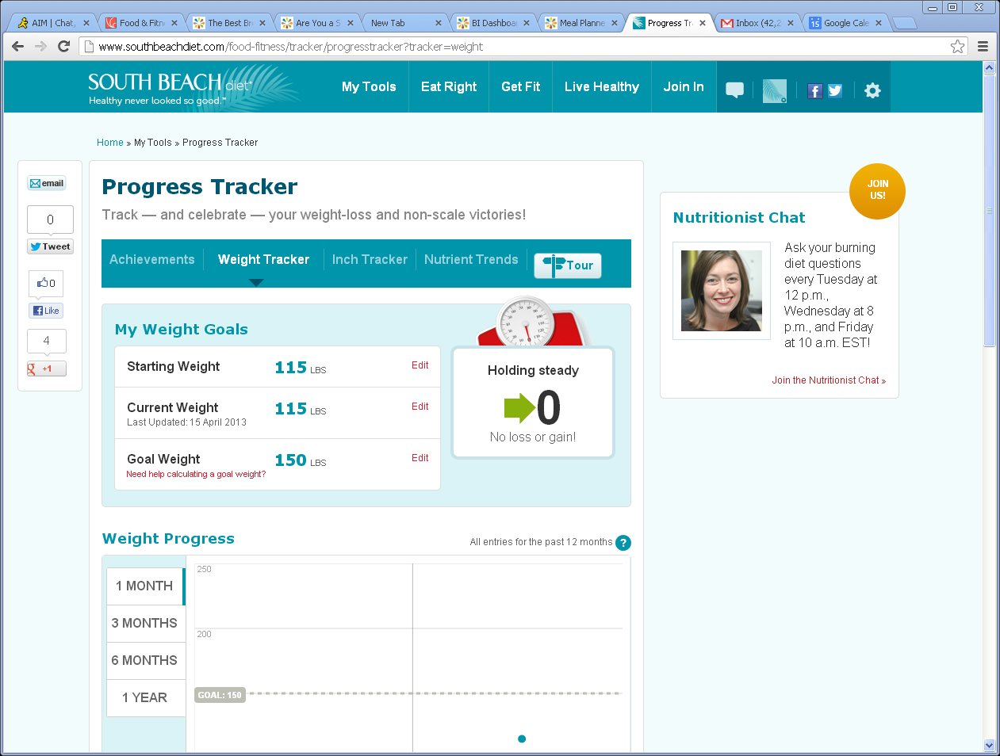 AIM | Chat,
Food & Fitn
The Best Br
Are You a S
New Tab
BI Dashboa
Meal Planne
Progress Tr
Inbox (42,2
15
Google Cale
www.southbeachdiet.com/food-fitness/tracker/progresstracker?tracker=weight
SOUTH BEACH diet
Healthy never looked so good.™
My Tools
Eat Right
Get Fit
Live Healthy
Join In
Home » My Tools » Progress Tracker
email
0
Tweet
0
Like
4
+1
Progress Tracker
Track — and celebrate — your weight-loss and non-scale victories!
Achievements
Weight Tracker
Inch Tracker
Nutrient Trends
Tour
My Weight Goals
Starting Weight 115 LBS Edit
Current Weight 115 LBS Edit
Last Updated: 15 April 2013
Goal Weight 150 LBS Edit
Need help calculating a goal weight?
Holding steady
0
No loss or gain!
Weight Progress
All entries for the past 12 months ?
1 MONTH
3 MONTHS
6 MONTHS
1 YEAR
250
200
GOAL: 150
JOIN
US!
Nutritionist Chat
Ask your burning
diet questions
every Tuesday at
12 p.m.,
Wednesday at 8
p.m., and Friday
at 10 a.m. EST!
Join the Nutritionist Chat »